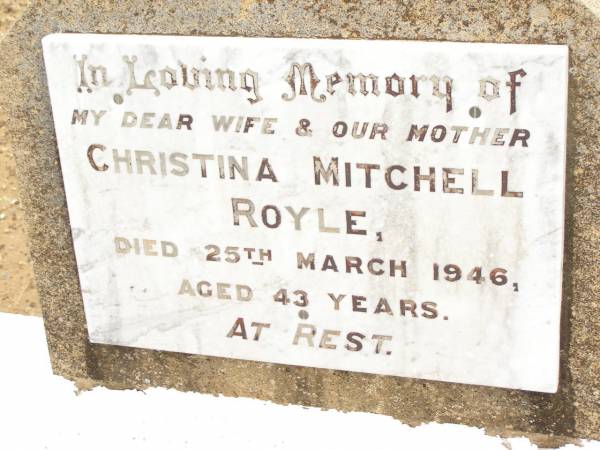 In Loving Memory of
MY DEAR WIFE & OUR MOTHER
CHRISTINA MITCHELL
ROYLE,
DIED 25TH MARCH 1946,
AGED 43 YEARS.
AT REST.